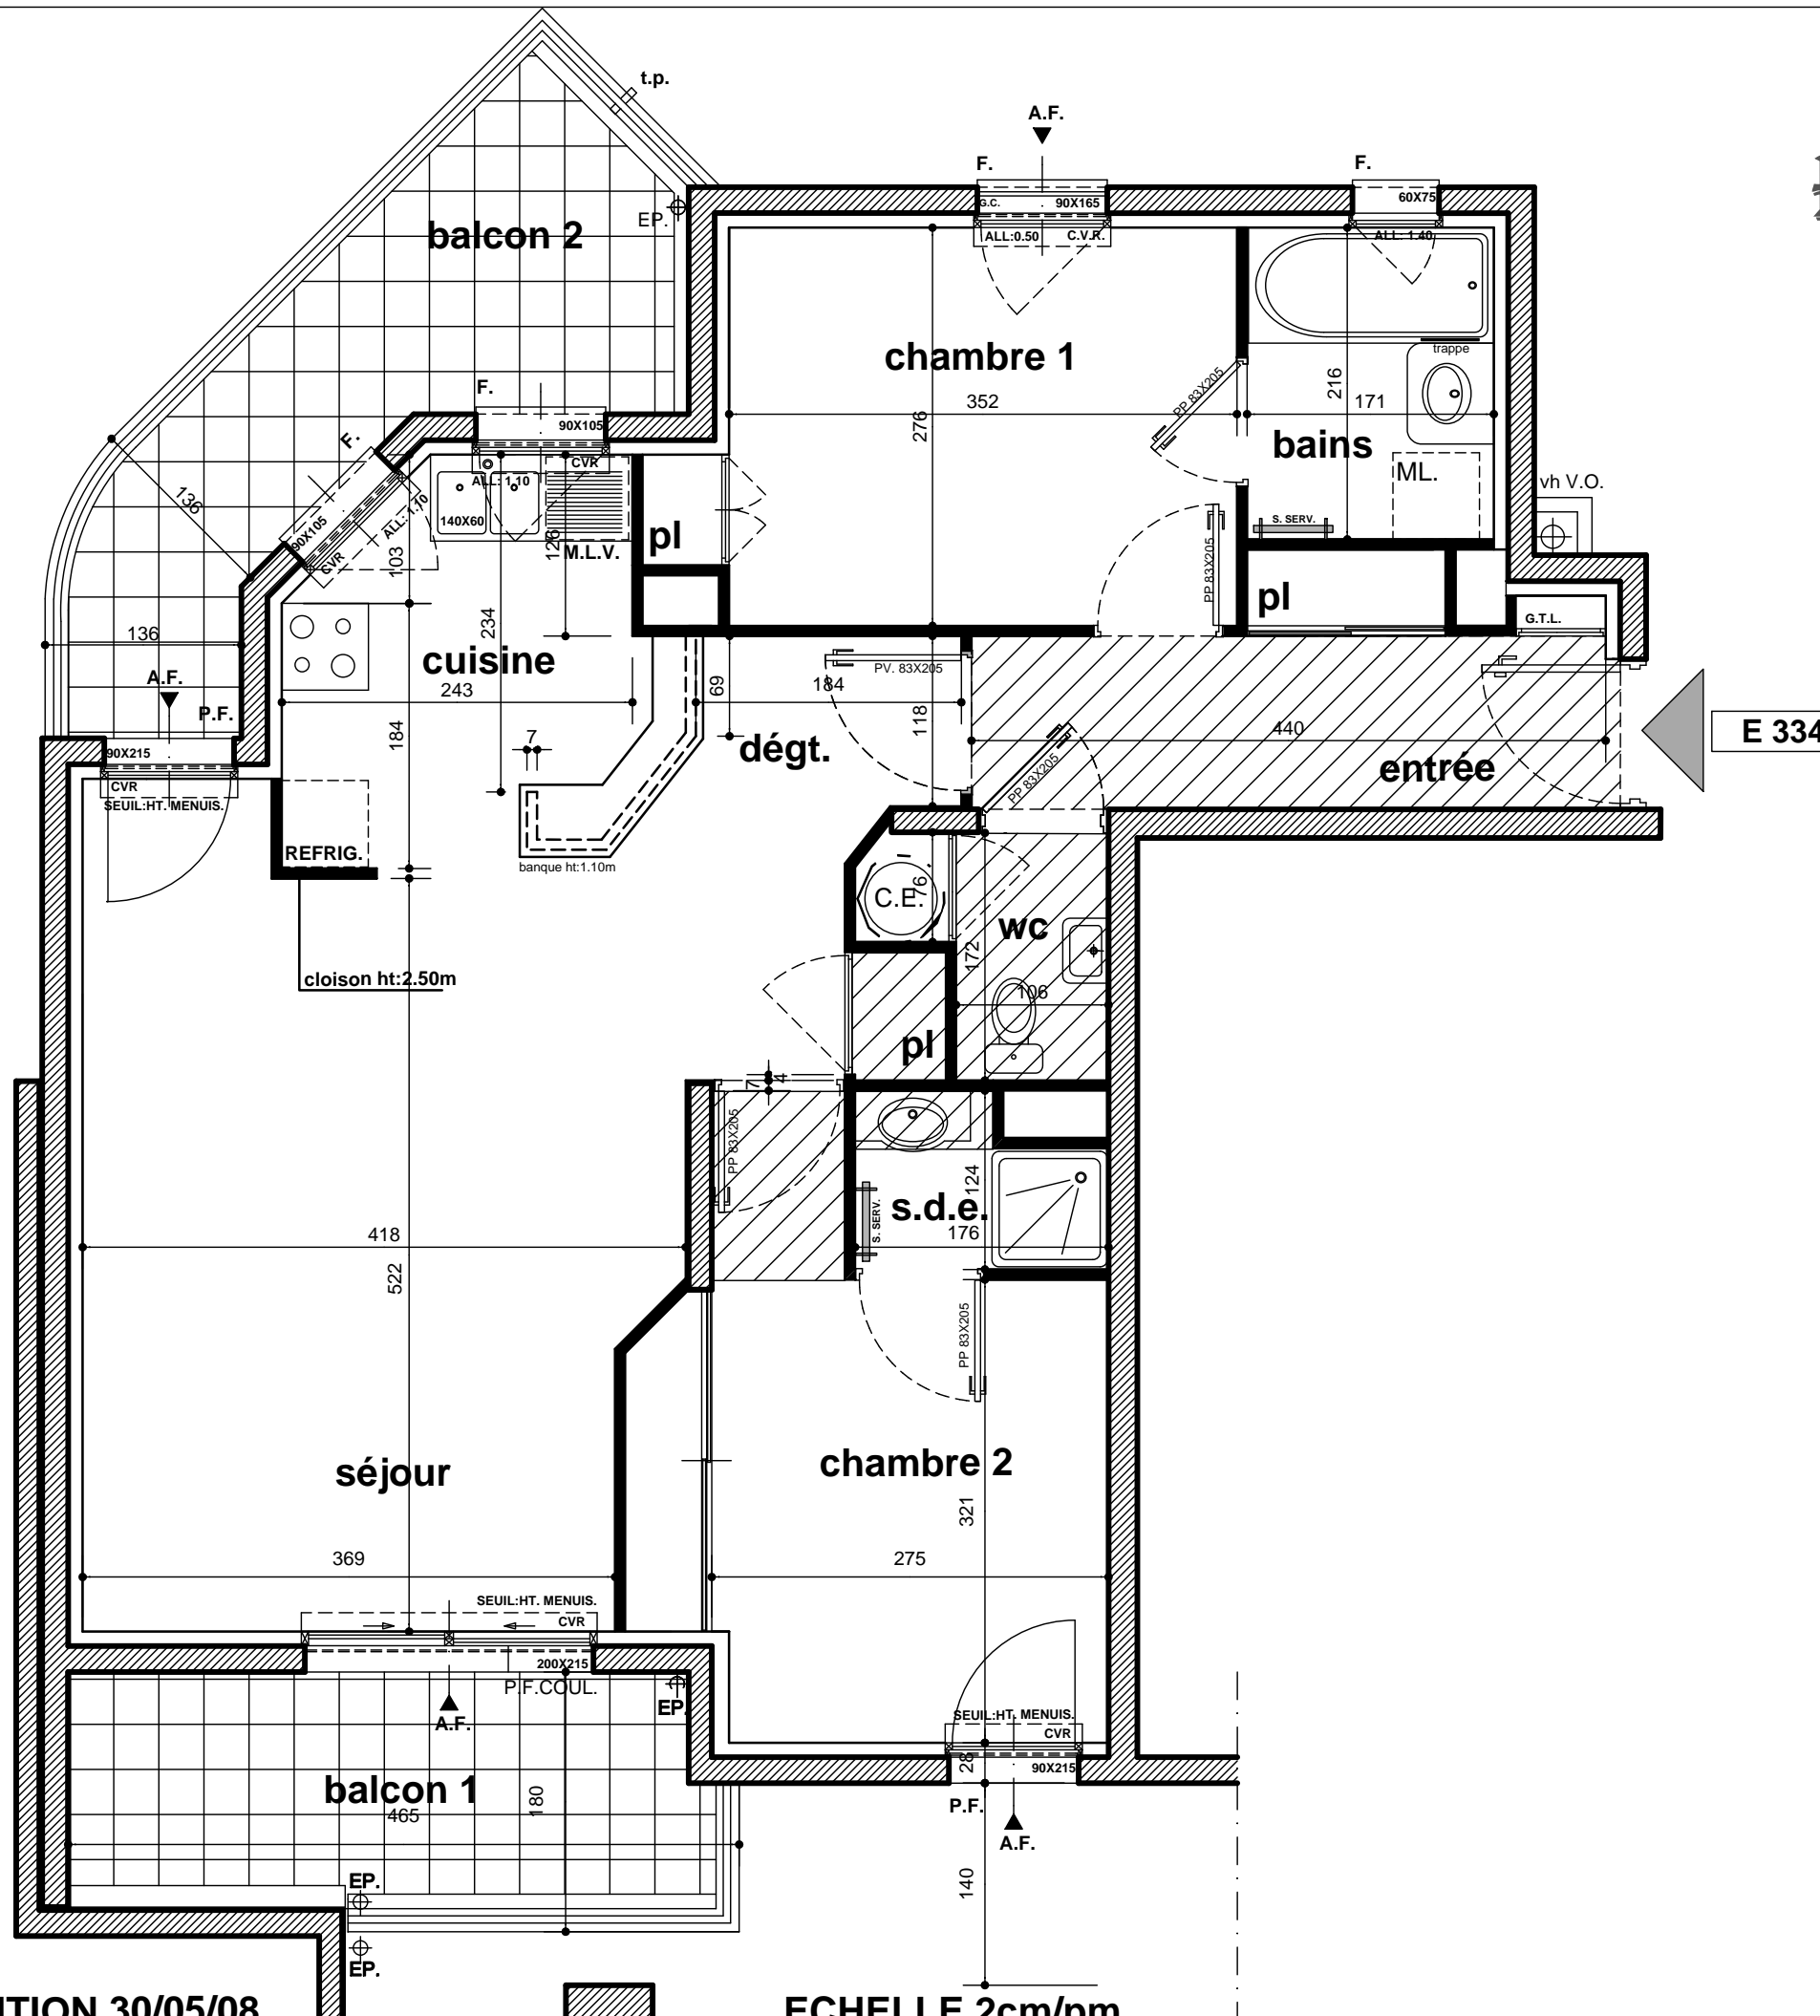 t.p.
A.F.
F.
F.
G.C.
90X165
60X75
EP.
balcon 2
ALL:0.50
C.V.R.
ALL: 1.40
chambre 1
trappe
PP 83X205
216
352
171
276
F.
90X105
bains
F.
CVR
ML.
ALL: 1.10
vh V.O.
136
90X105
ALL: 1.10
140X60
S. SERV.
126
pl
M.L.V.
CVR
103
PP 83X205
pl
234
G.T.L.
136
cuisine
PV. 83X205
A.F.
243
69
184
P.F.
118
184
7
440
E 334
90X215
dégt.
entrée
CVR
PP 83X205
SEUIL:HT. MENUIS.
REFRIG.
banque ht:1.10m
C.E.
76
wc
172
cloison ht:2.50m
106
pl
7
4
PP 83X205
124
s.d.e.
S. SERV.
418
176
522
PP 83X205
séjour
chambre 2
321
369
275
SEUIL:HT. MENUIS.
CVR
200X215
P.F.COUL.
EP.
A.F.
SEUIL:HT. MENUIS.
CVR
28
90X215
balcon 1
465
180
P.F.
A.F.
EP.
140
EP.
ITION 30/05/08
ECHELLE 2cm/pm